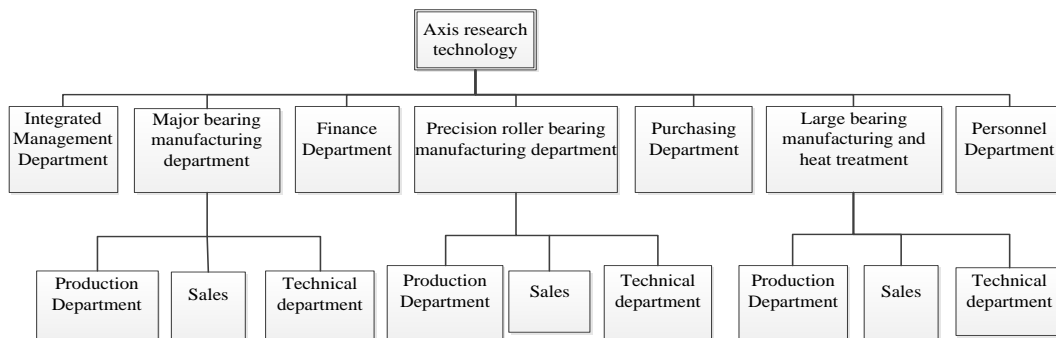 Axis research
technology
Integrated
Management
Department
Major bearing
manufacturing
department
Finance
Department
Precision roller bearing
manufacturing department
Purchasing
Department
Large bearing
manufacturing and
heat treatment
Personnel
Department
Production
Department
Sales
Technical
department
Production
Department
Sales
Technical
department
Production
Department
Sales
Technical
department